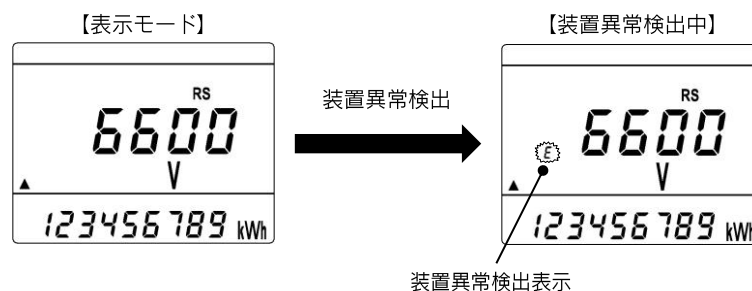 【表示モード】
RS
6600
V
▲
123456789 kWh
装置異常検出
【装置異常検出中】
RS
6600
E
V
▲
123456789 kWh
装置異常検出表示